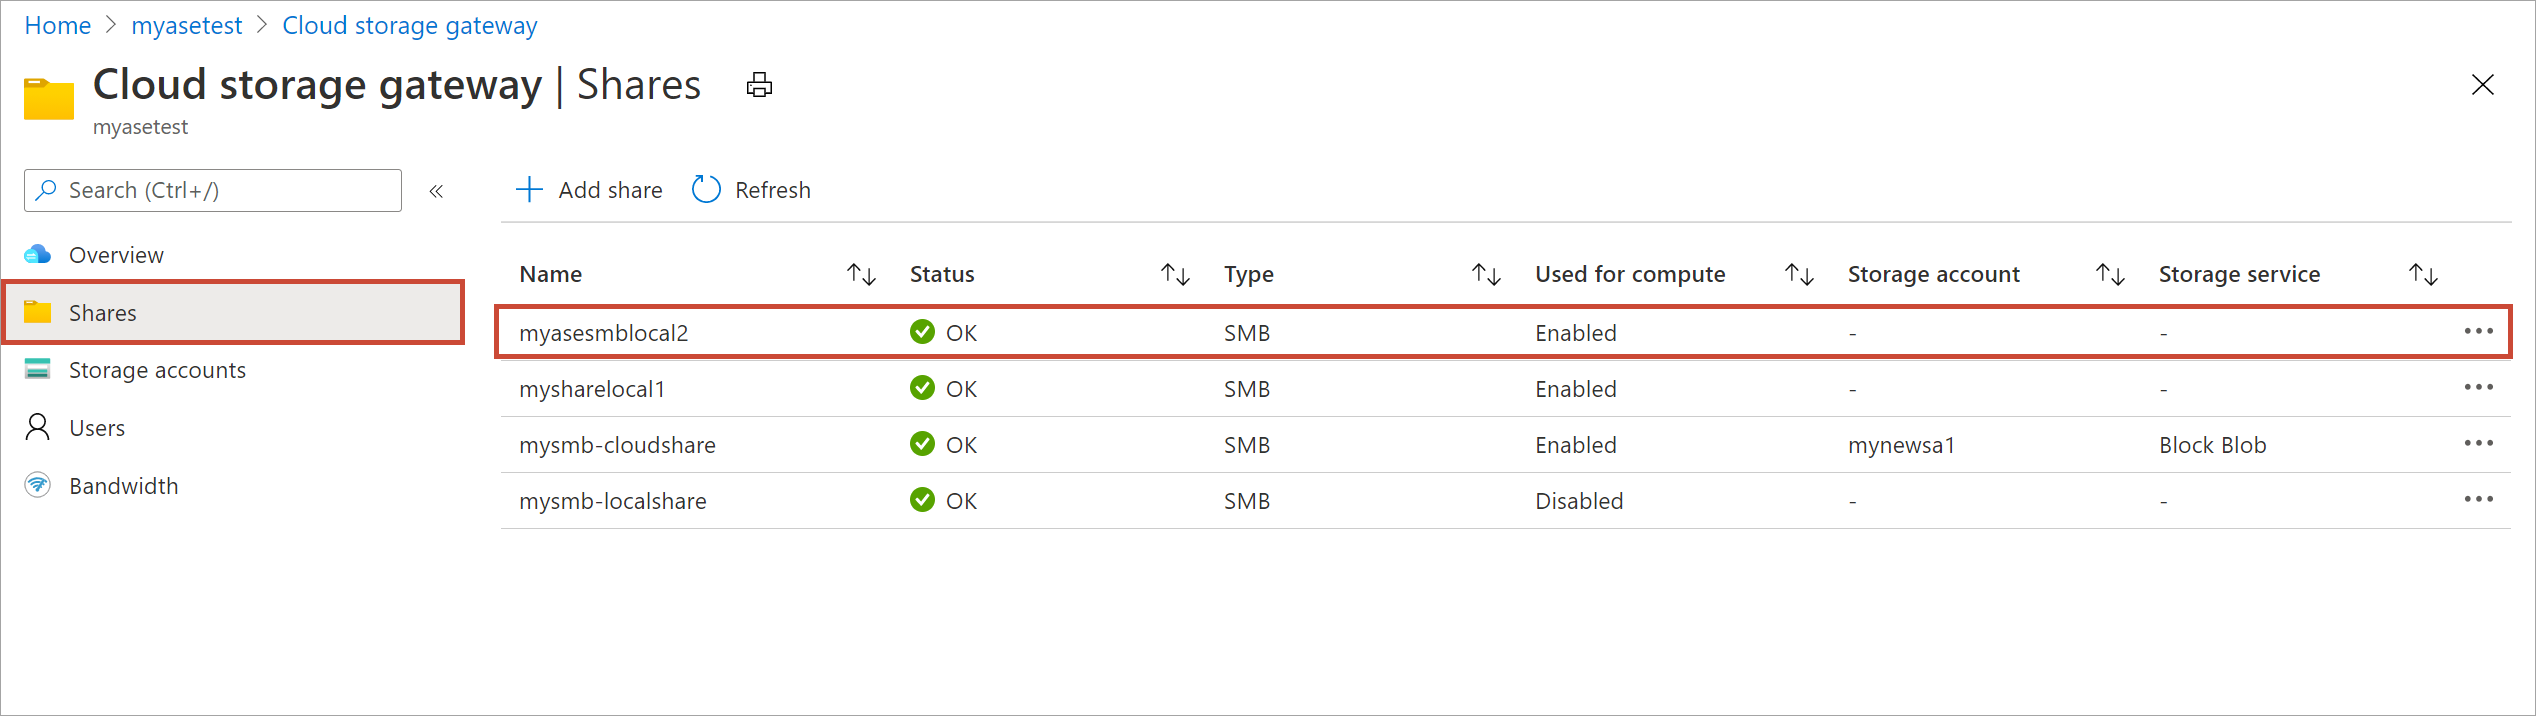 Home > myasetest > Cloud storage gateway
Cloud storage gateway | Shares
myasetest
Search (Ctrl+/) «
Add share Refresh
Overview
Shares
Storage accounts
Users
Bandwidth
Name Status Type Used for compute Storage account Storage service
myasesmblocal2 OK SMB Enabled - - ...
mysharelocal1 OK SMB Enabled - - ...
mysmb-cloudshare OK SMB Enabled mynewsa1 Block Blob ...
mysmb-localshare OK SMB Disabled - - ...